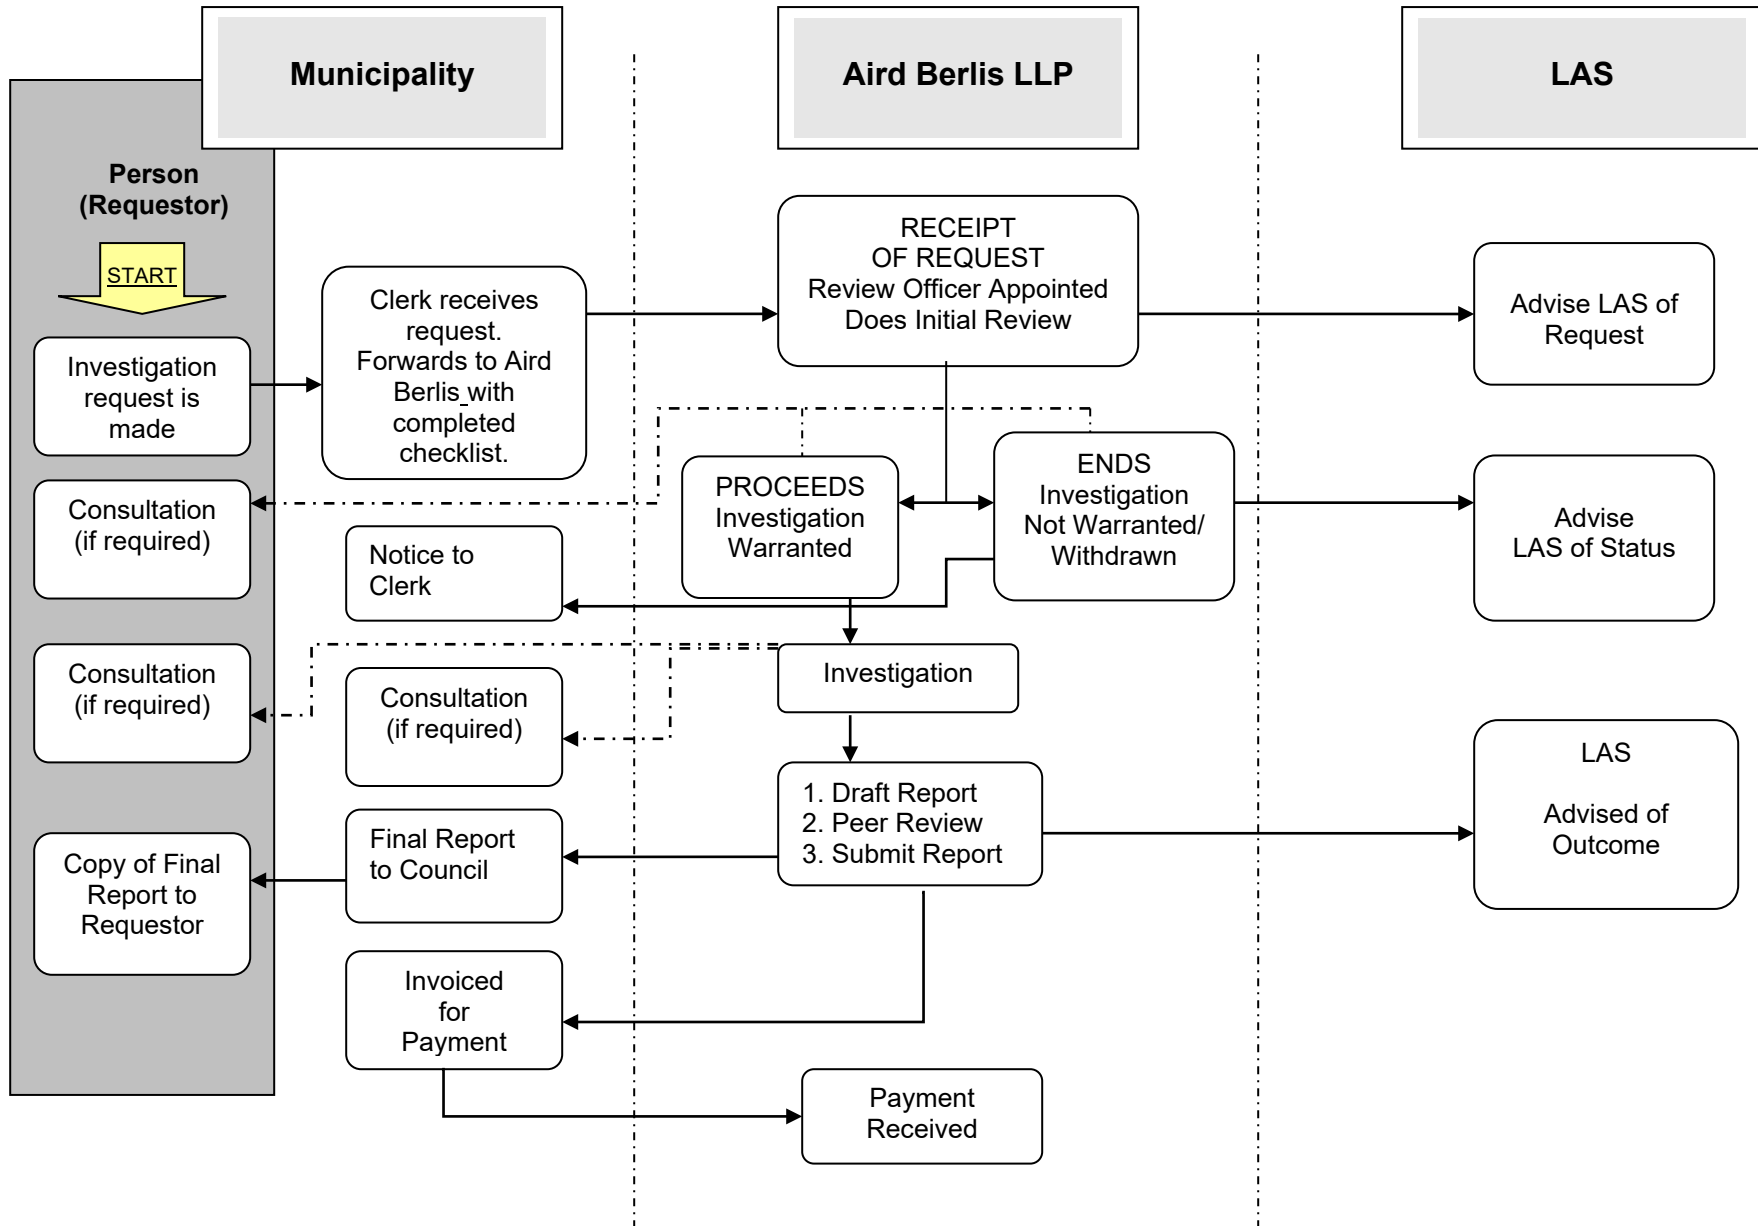 Municipality
Aird Berlis LLP
LAS
Person
(Requestor)
START
Investigation
request is
made
Clerk receives
request.
Forwards to Aird
Berlis with
completed
checklist.
RECEIPT
OF REQUEST
Review Officer Appointed
Does Initial Review
Advise LAS of
Request
Consultation
(if required)
Notice to
Clerk
PROCEEDS
Investigation
Warranted
ENDS
Investigation
Not Warranted/
Withdrawn
Advise
LAS of Status
Consultation
(if required)
Consultation
(if required)
Investigation
1. Draft Report
2. Peer Review
3. Submit Report
LAS
Advised of
Outcome
Final Report
to Council
Copy of Final
Report to
Requestor
Invoiced
for
Payment
Payment
Received